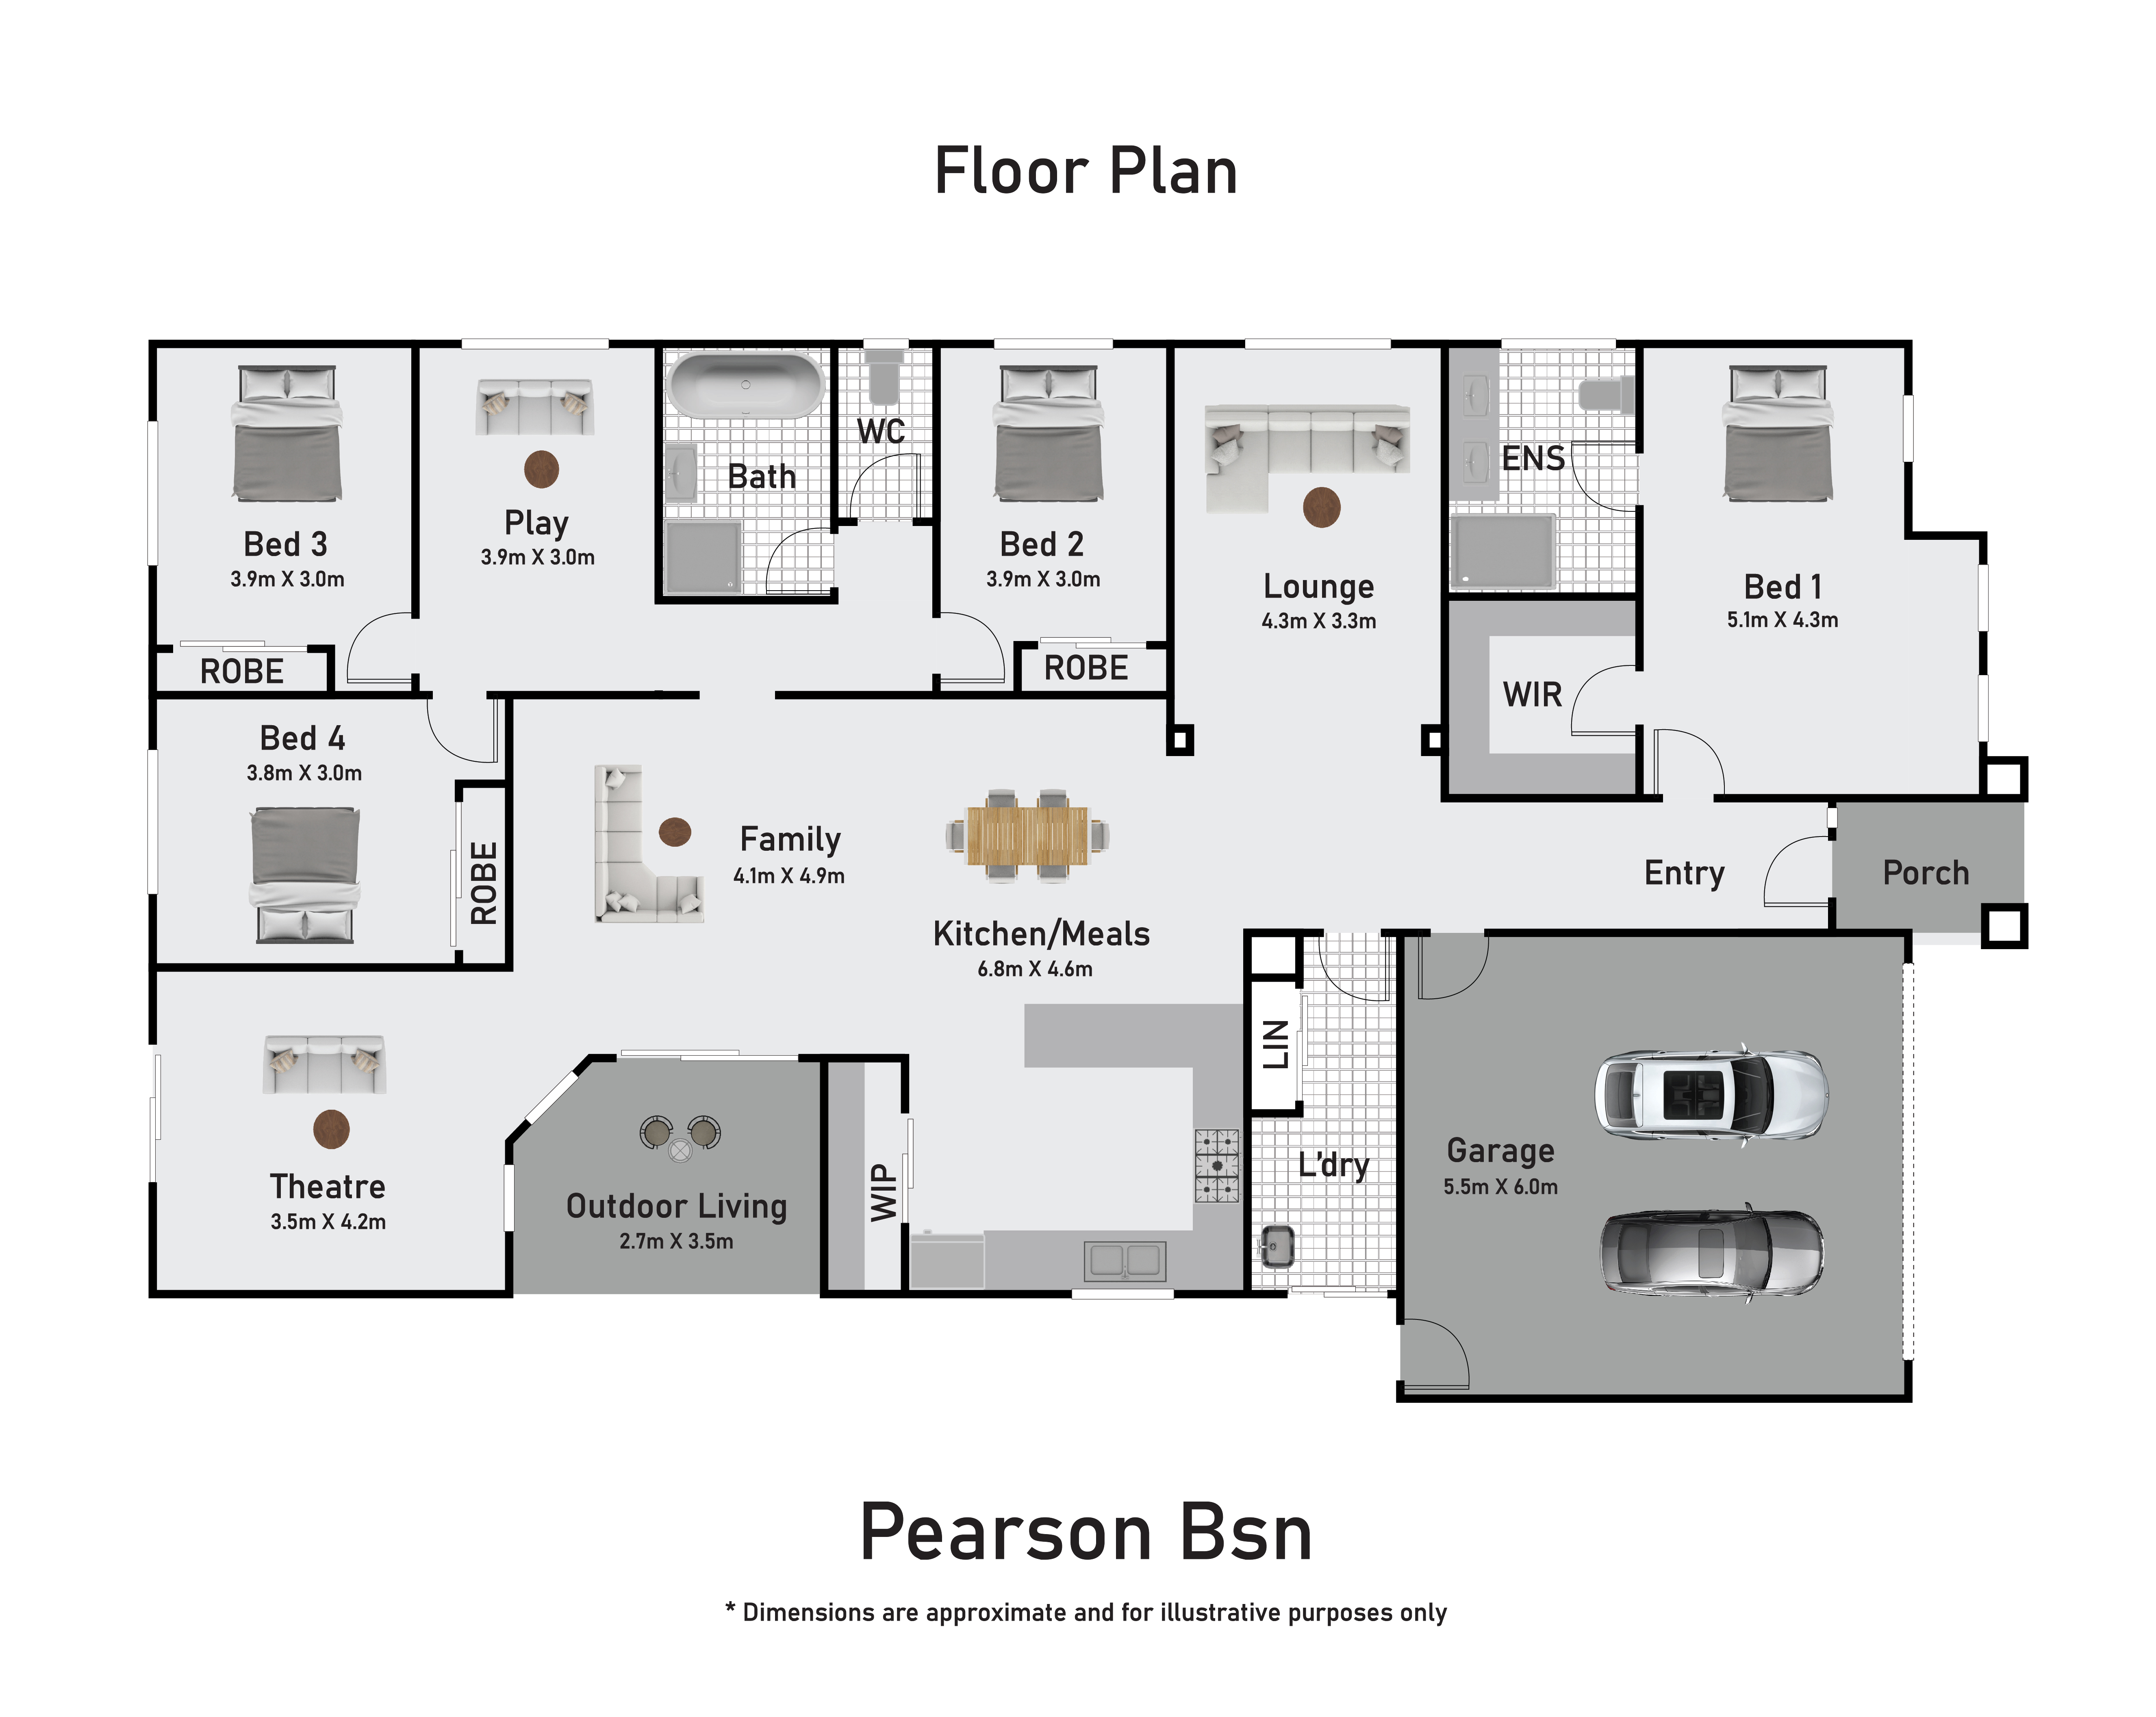 Floor Plan
WC
ENS
Bath
Play
3.9m X 3.0m
Bed 3
3.9m X 3.0m
Bed 2
3.9m X 3.0m
Lounge
4.3m X 3.3m
Bed 1
5.1m X 4.3m
ROBE
ROBE
WIR
Bed 4
3.8m X 3.0m
ROBE
Family
4.1m X 4.9m
Entry
Porch
Kitchen/Meals
6.8m X 4.6m
LIN
L'dry
Garage
5.5m X 6.0m
Theatre
3.5m X 4.2m
Outdoor Living
2.7m X 3.5m
WIP
Pearson Bsn
* Dimensions are approximate and for illustrative purposes only